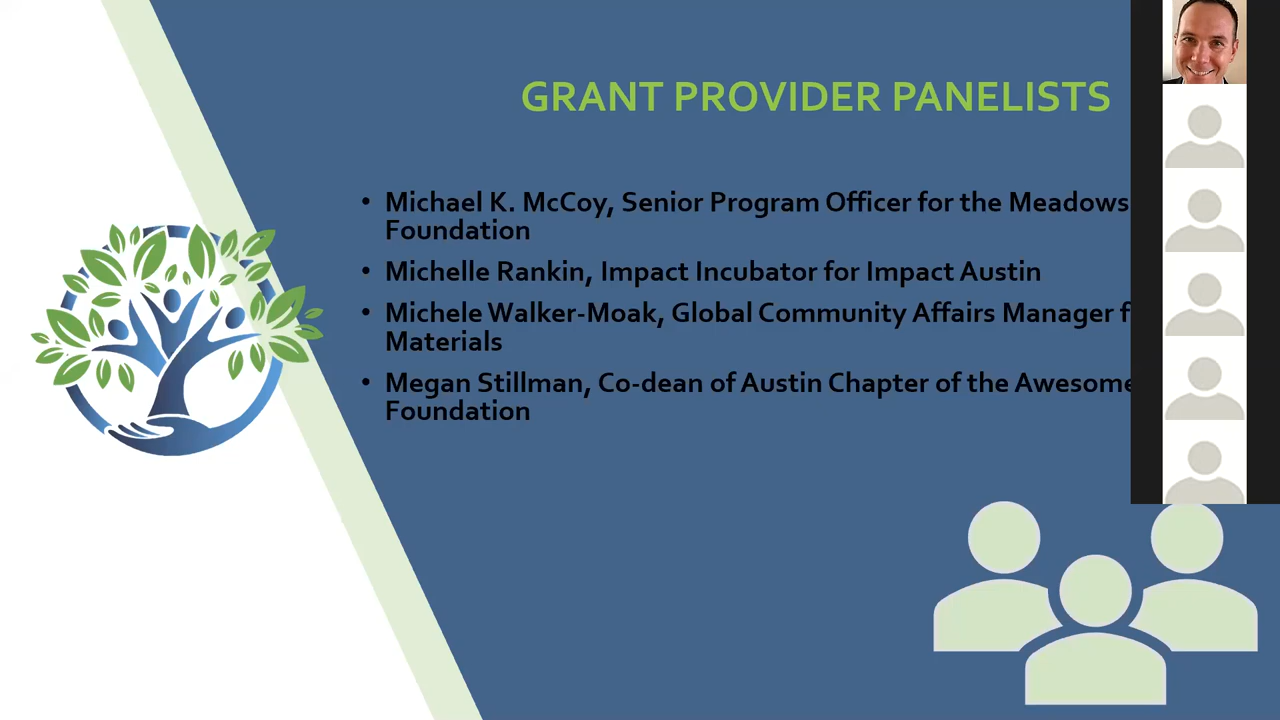 GRANT PROVIDER PANELISTS
• Michael K. McCoy, Senior Program Officer for the Meadows
Foundation
• Michelle Rankin, Impact Incubator for Impact Austin
• Michele Walker-Moak, Global Community Affairs Manager
Materials
• Megan Stillman, Co-dean of Austin Chapter of the Awesome
Foundation